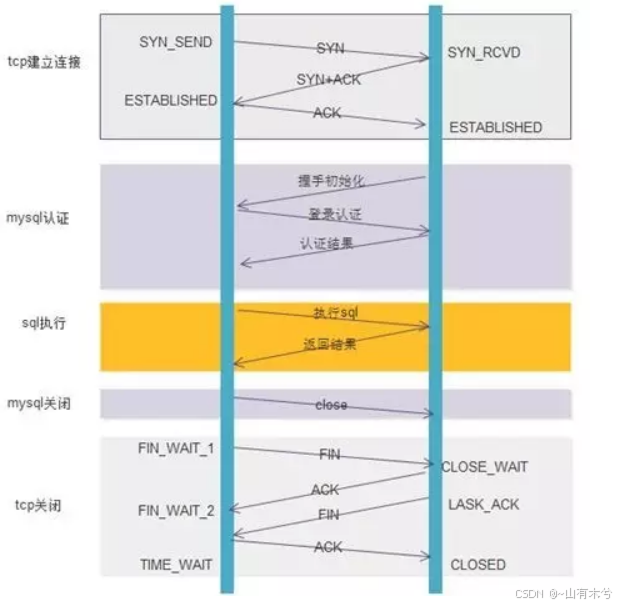 tcp建立连接
SYN_SEND
SYN
SYN_RCVD
SYN+ACK
ESTABLISHED
ACK
ESTABLISHED
mysql认证
握手初始化
登录认证
认证结果
sql执行
执行sql
返回结果
mysql关闭
close
tcp关闭
FIN_WAIT_1
FIN
CLOSE_WAIT
ACK
LASK_ACK
FIN_WAIT_2
FIN
ACK
TIME_WAIT
CLOSED
CSDN @~山有木兮